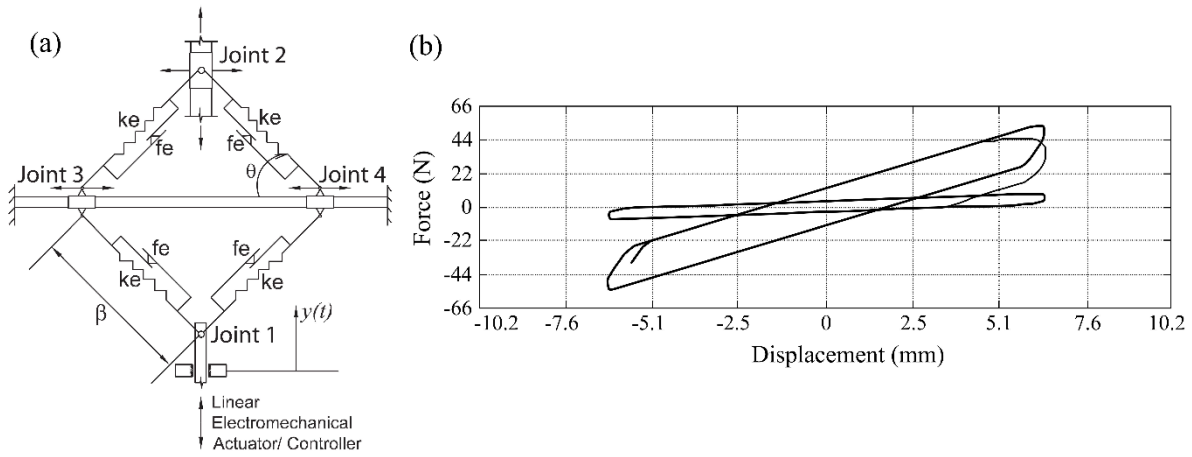 (a)
Joint 2
ke
ke
fe
fe
θ
Joint 3
Joint 4
fe
fe
ke
ke
β
Joint 1
y(t)
Linear
Electromechanical
Actuator/ Controller
(b)
66
44
22
0
-22
-44
-66
Force (N)
-10.2 -7.6 -5.1 -2.5 0 2.5 5.1 7.6 10.2
Displacement (mm)